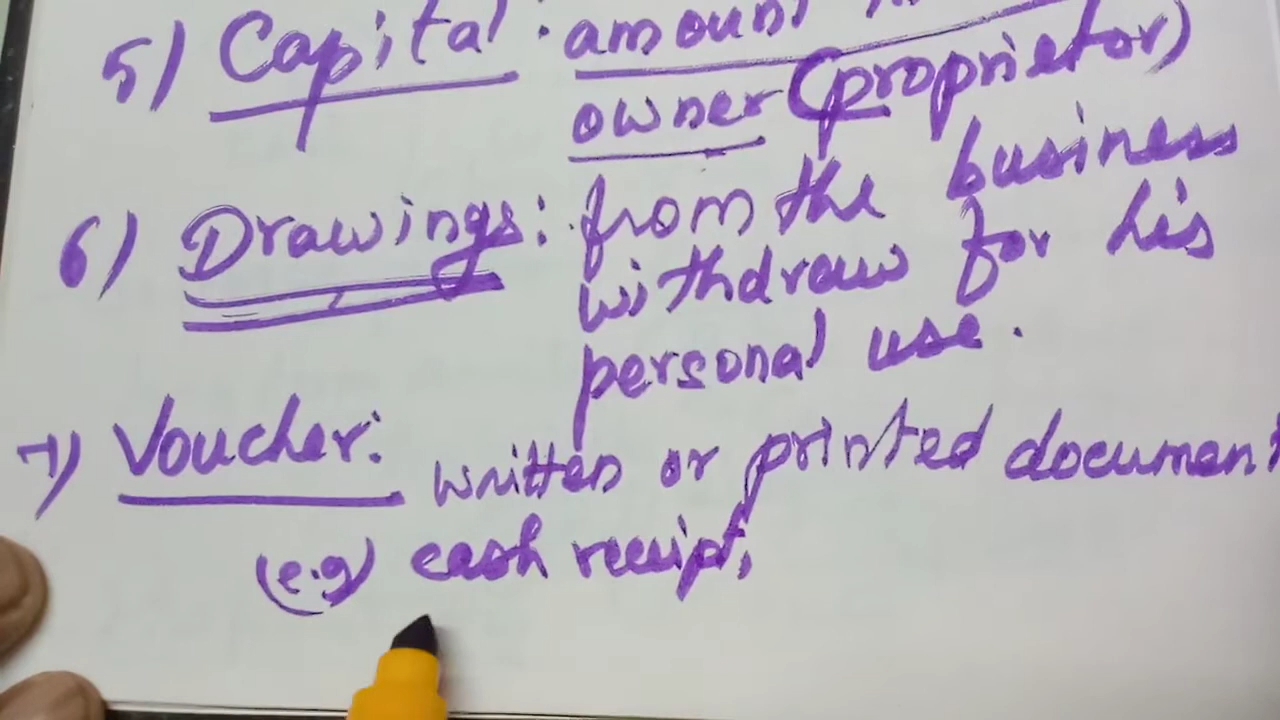 5) Capital: amount
owner (proprietor)
6) Drawings: from the business
withdraw for his
personal use.
7) Voucher: written or printed document
(e.g) cash receipt,